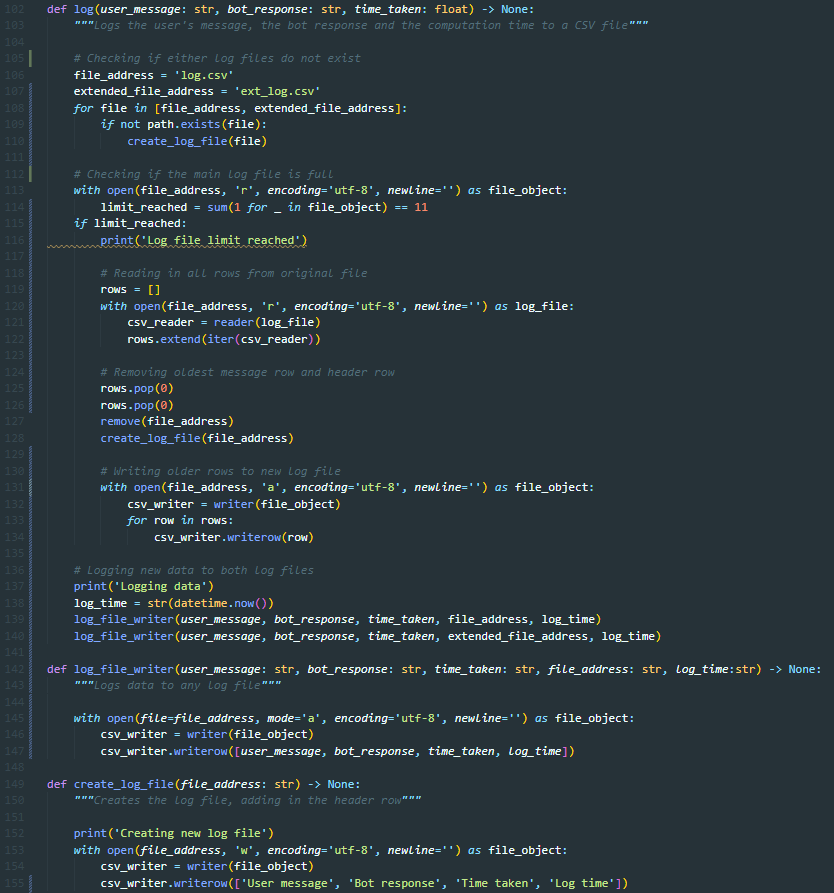 102 def log(user_message: str, bot_response: str, time_taken: float) -> None:
103     """Logs the user's message, the bot response and the computation time to a CSV file"""
104
105     # Checking if either log files do not exist
106     file_address = 'log.csv'
107     extended_file_address = 'ext_log.csv'
108     for file in [file_address, extended_file_address]:
109         if not path.exists(file):
110             create_log_file(file)
111
112     # Checking if the main log file is full
113     with open(file_address, 'r', encoding='utf-8', newline='') as file_object:
114         limit_reached = sum(1 for _ in file_object) == 11
115     if limit_reached:
116         print('Log file limit reached')
117
118         # Reading in all rows from original file
119         rows = []
120         with open(file_address, 'r', encoding='utf-8', newline='') as log_file:
121             csv_reader = reader(log_file)
122             rows.extend(iter(csv_reader))
123
124         # Removing oldest message row and header row
125         rows.pop(0)
126         rows.pop(0)
127         remove(file_address)
128         create_log_file(file_address)
129
130         # Writing older rows to new log file
131         with open(file_address, 'a', encoding='utf-8', newline='') as file_object:
132             csv_writer = writer(file_object)
133             for row in rows:
134                 csv_writer.writerow(row)
135
136     # Logging new data to both log files
137     print('Logging data')
138     log_time = str(datetime.now())
139     log_file_writer(user_message, bot_response, time_taken, file_address, log_time)
140     log_file_writer(user_message, bot_response, time_taken, extended_file_address, log_time)
141
142 def log_file_writer(user_message: str, bot_response: str, time_taken: str, file_address: str, log_time:str) -> None:
143     """Logs data to any log file"""
144
145     with open(file=file_address, mode='a', encoding='utf-8', newline='') as file_object:
146         csv_writer = writer(file_object)
147         csv_writer.writerow([user_message, bot_response, time_taken, log_time])
148
149 def create_log_file(file_address: str) -> None:
150     """Creates the log file, adding in the header row"""
151
152     print('Creating new log file')
153     with open(file_address, 'w', encoding='utf-8', newline='') as file_object:
154         csv_writer = writer(file_object)
155         csv_writer.writerow(['User message', 'Bot response', 'Time taken', 'Log time'])